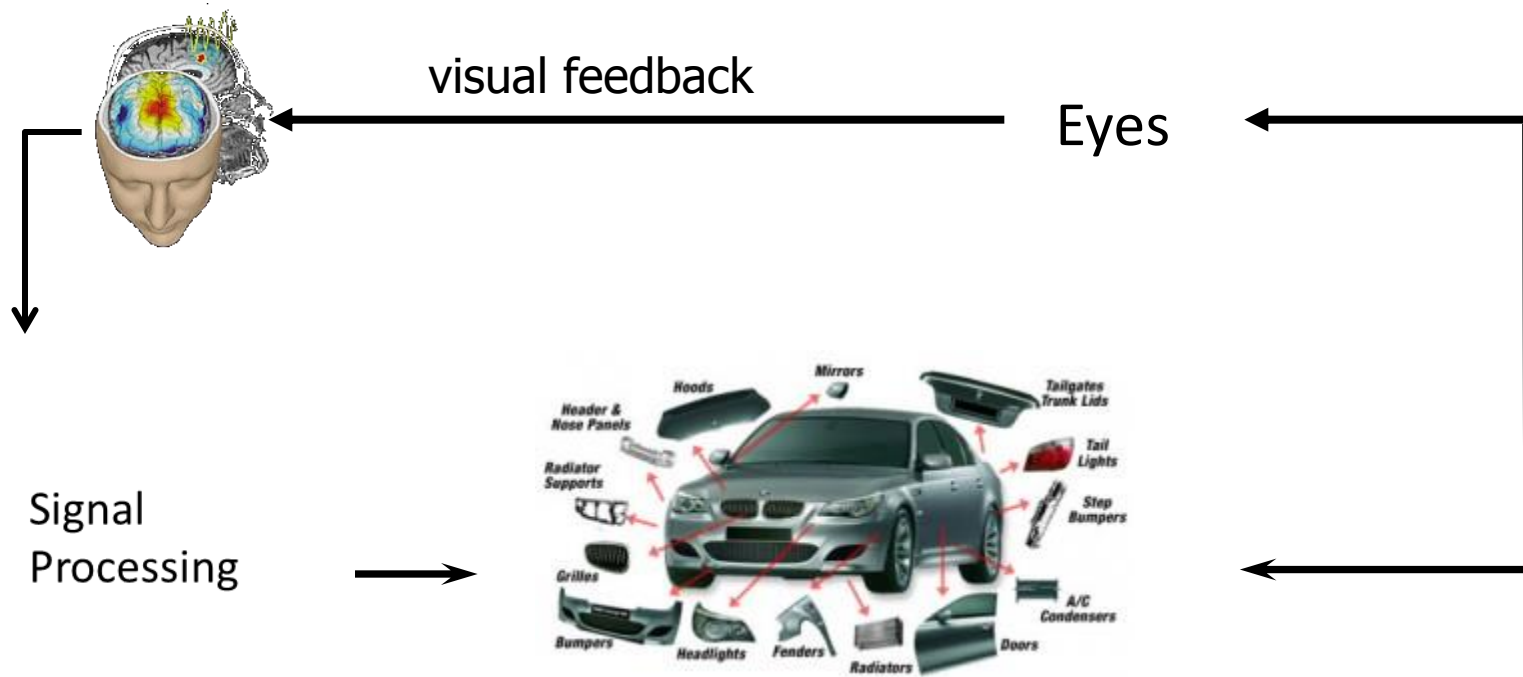 visual feedback
Eyes
Mirrors
Hoods
Tailgates
Trunk Lids
Header &
Nose Panels
Tail
Lights
Radiator
Supports
Step
Bumpers
Signal
Processing
Grilles
A/C
Condensers
Bumpers
Headlights
Fenders
Radiators
Doors